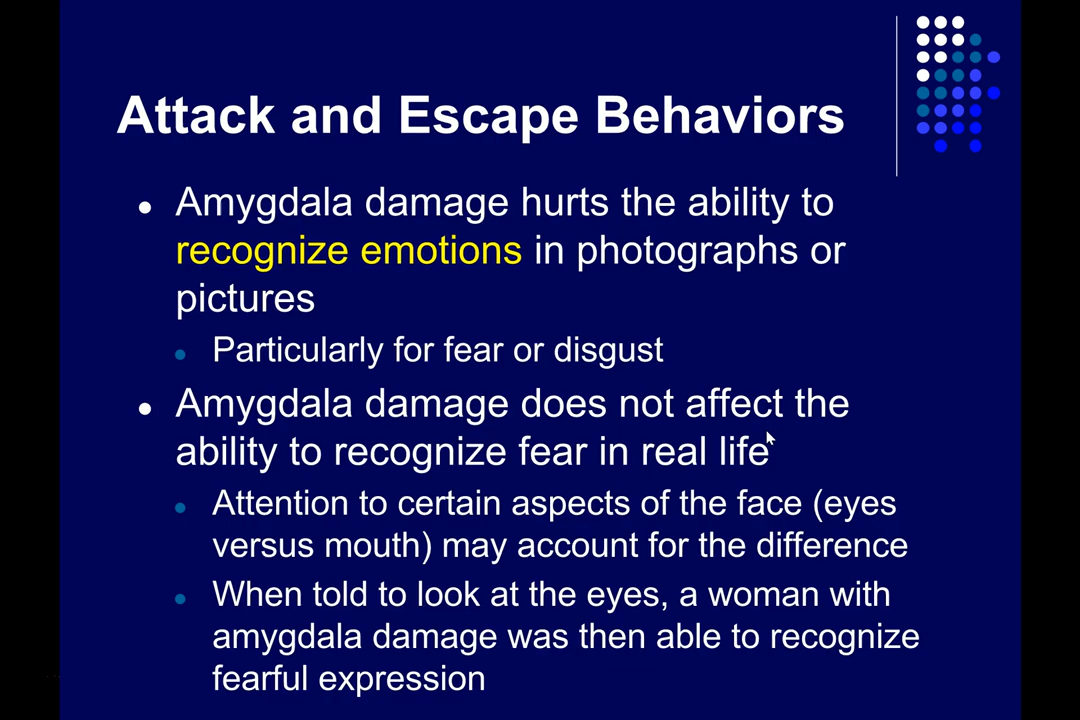 Attack and Escape Behaviors
Amygdala damage hurts the ability to
recognize emotions in photographs or
pictures
Particularly for fear or disgust
Amygdala damage does not affect the
ability to recognize fear in real life
Attention to certain aspects of the face (eyes
versus mouth) may account for the difference
When told to look at the eyes, a woman with
amygdala damage was then able to recognize
fearful expression